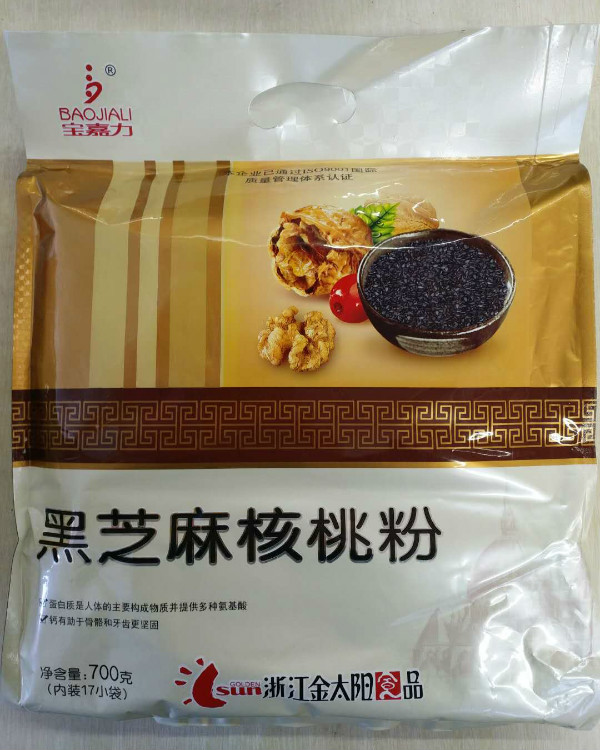 ®
BAOJIALI
宝嘉力
本企业已通过ISO9001国际
质量管理体系认证
黑芝麻核桃粉
蛋白质是人体的主要构成物质并提供多种氨基酸
钙有助于骨骼和牙齿更坚固
净含量:700克
(内装17小袋)
GOLDEN
sun浙江金太阳食品